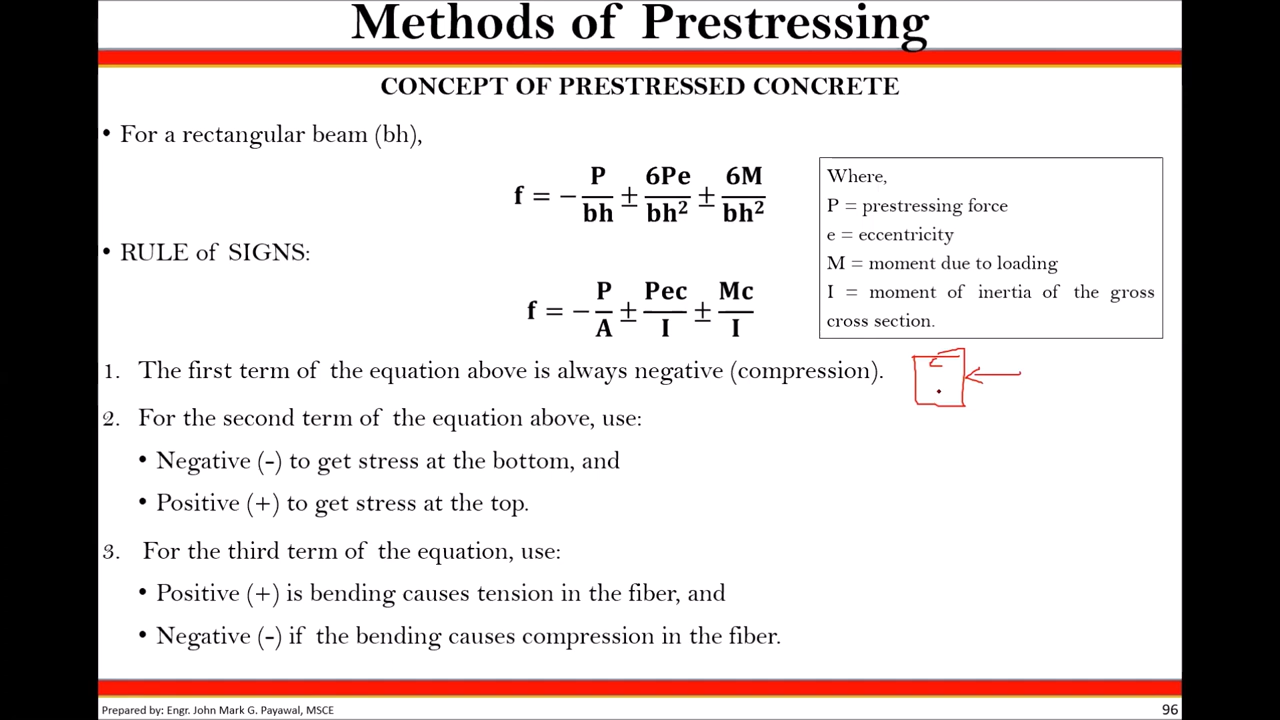 Methods of Prestressing
CONCEPT OF PRESTRESSED CONCRETE
• For a rectangular beam (bh),
f = − P/bh ± 6Pe/bh² ± 6M/bh²
Where,
P = prestressing force
e = eccentricity
M = moment due to loading
I = moment of inertia of the gross
cross section.
• RULE of SIGNS:
f = − P/A ± Pec/I ± Mc/I
1. The first term of the equation above is always negative (compression).
2. For the second term of the equation above, use:
• Negative (-) to get stress at the bottom, and
• Positive (+) to get stress at the top.
3. For the third term of the equation, use:
• Positive (+) is bending causes tension in the fiber, and
• Negative (-) if the bending causes compression in the fiber.
Prepared by: Engr. John Mark G. Payawal, MSCE
96